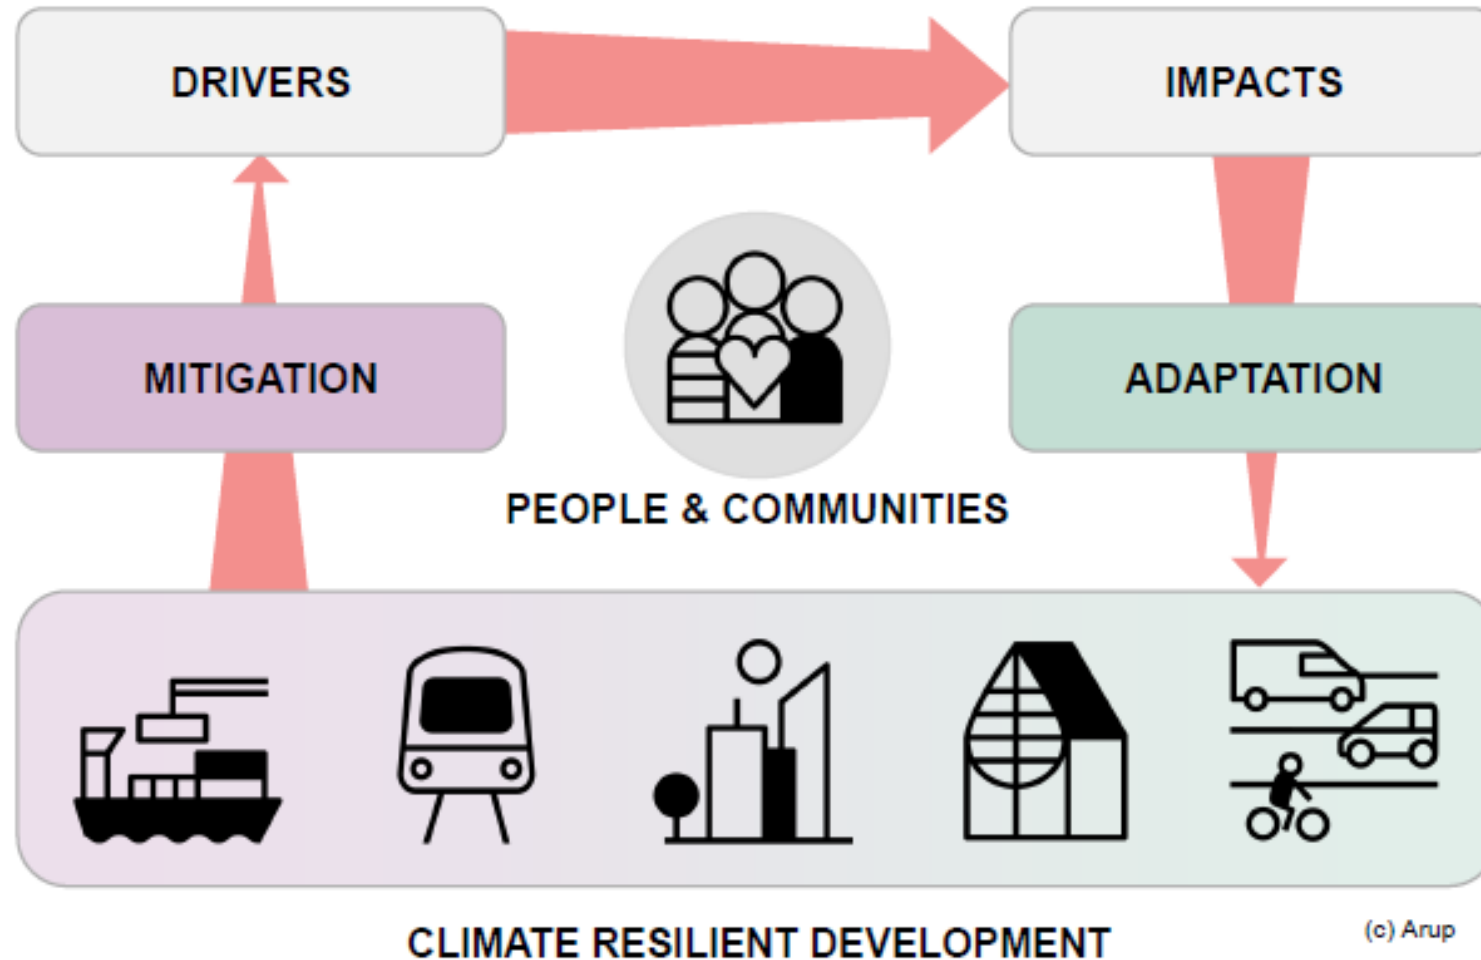 DRIVERS
IMPACTS
MITIGATION
ADAPTATION
PEOPLE & COMMUNITIES
CLIMATE RESILIENT DEVELOPMENT
(c) Arup